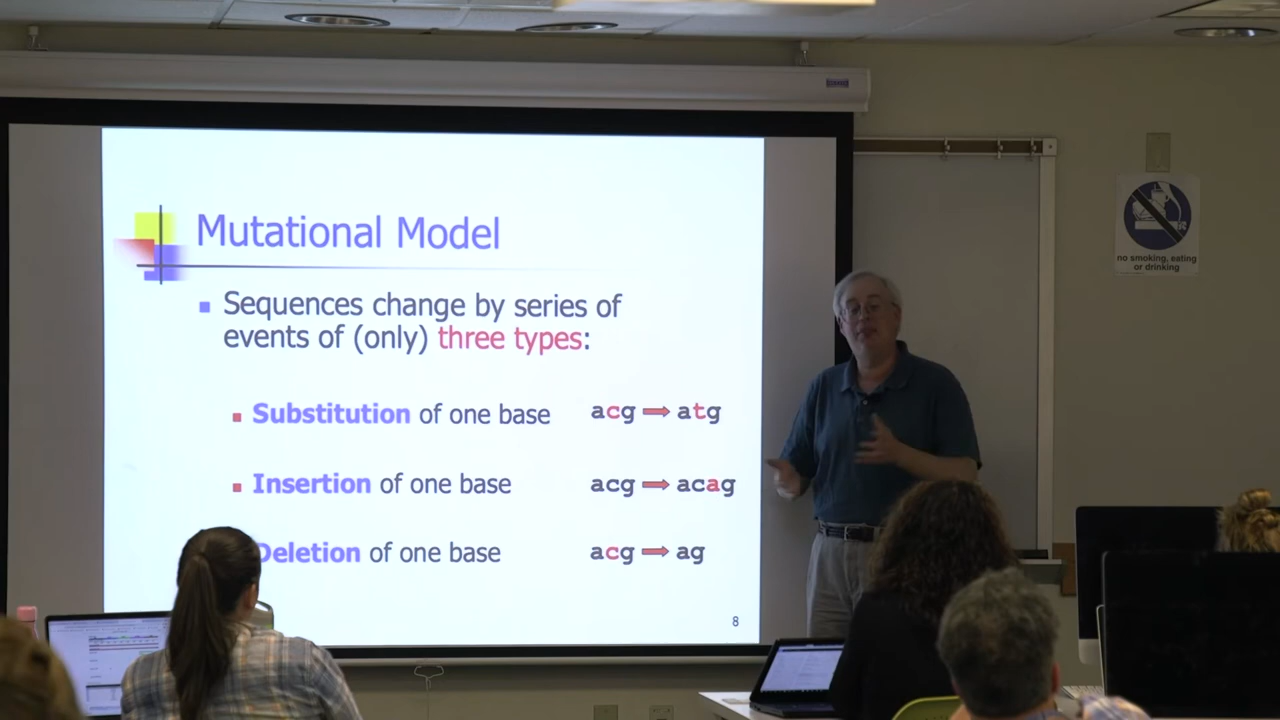 Mutational Model
Sequences change by series of
events of (only) three types:
Substitution of one base acg → atg
Insertion of one base acg → acag
Deletion of one base acg → ag
8
no smoking, eating
or drinking